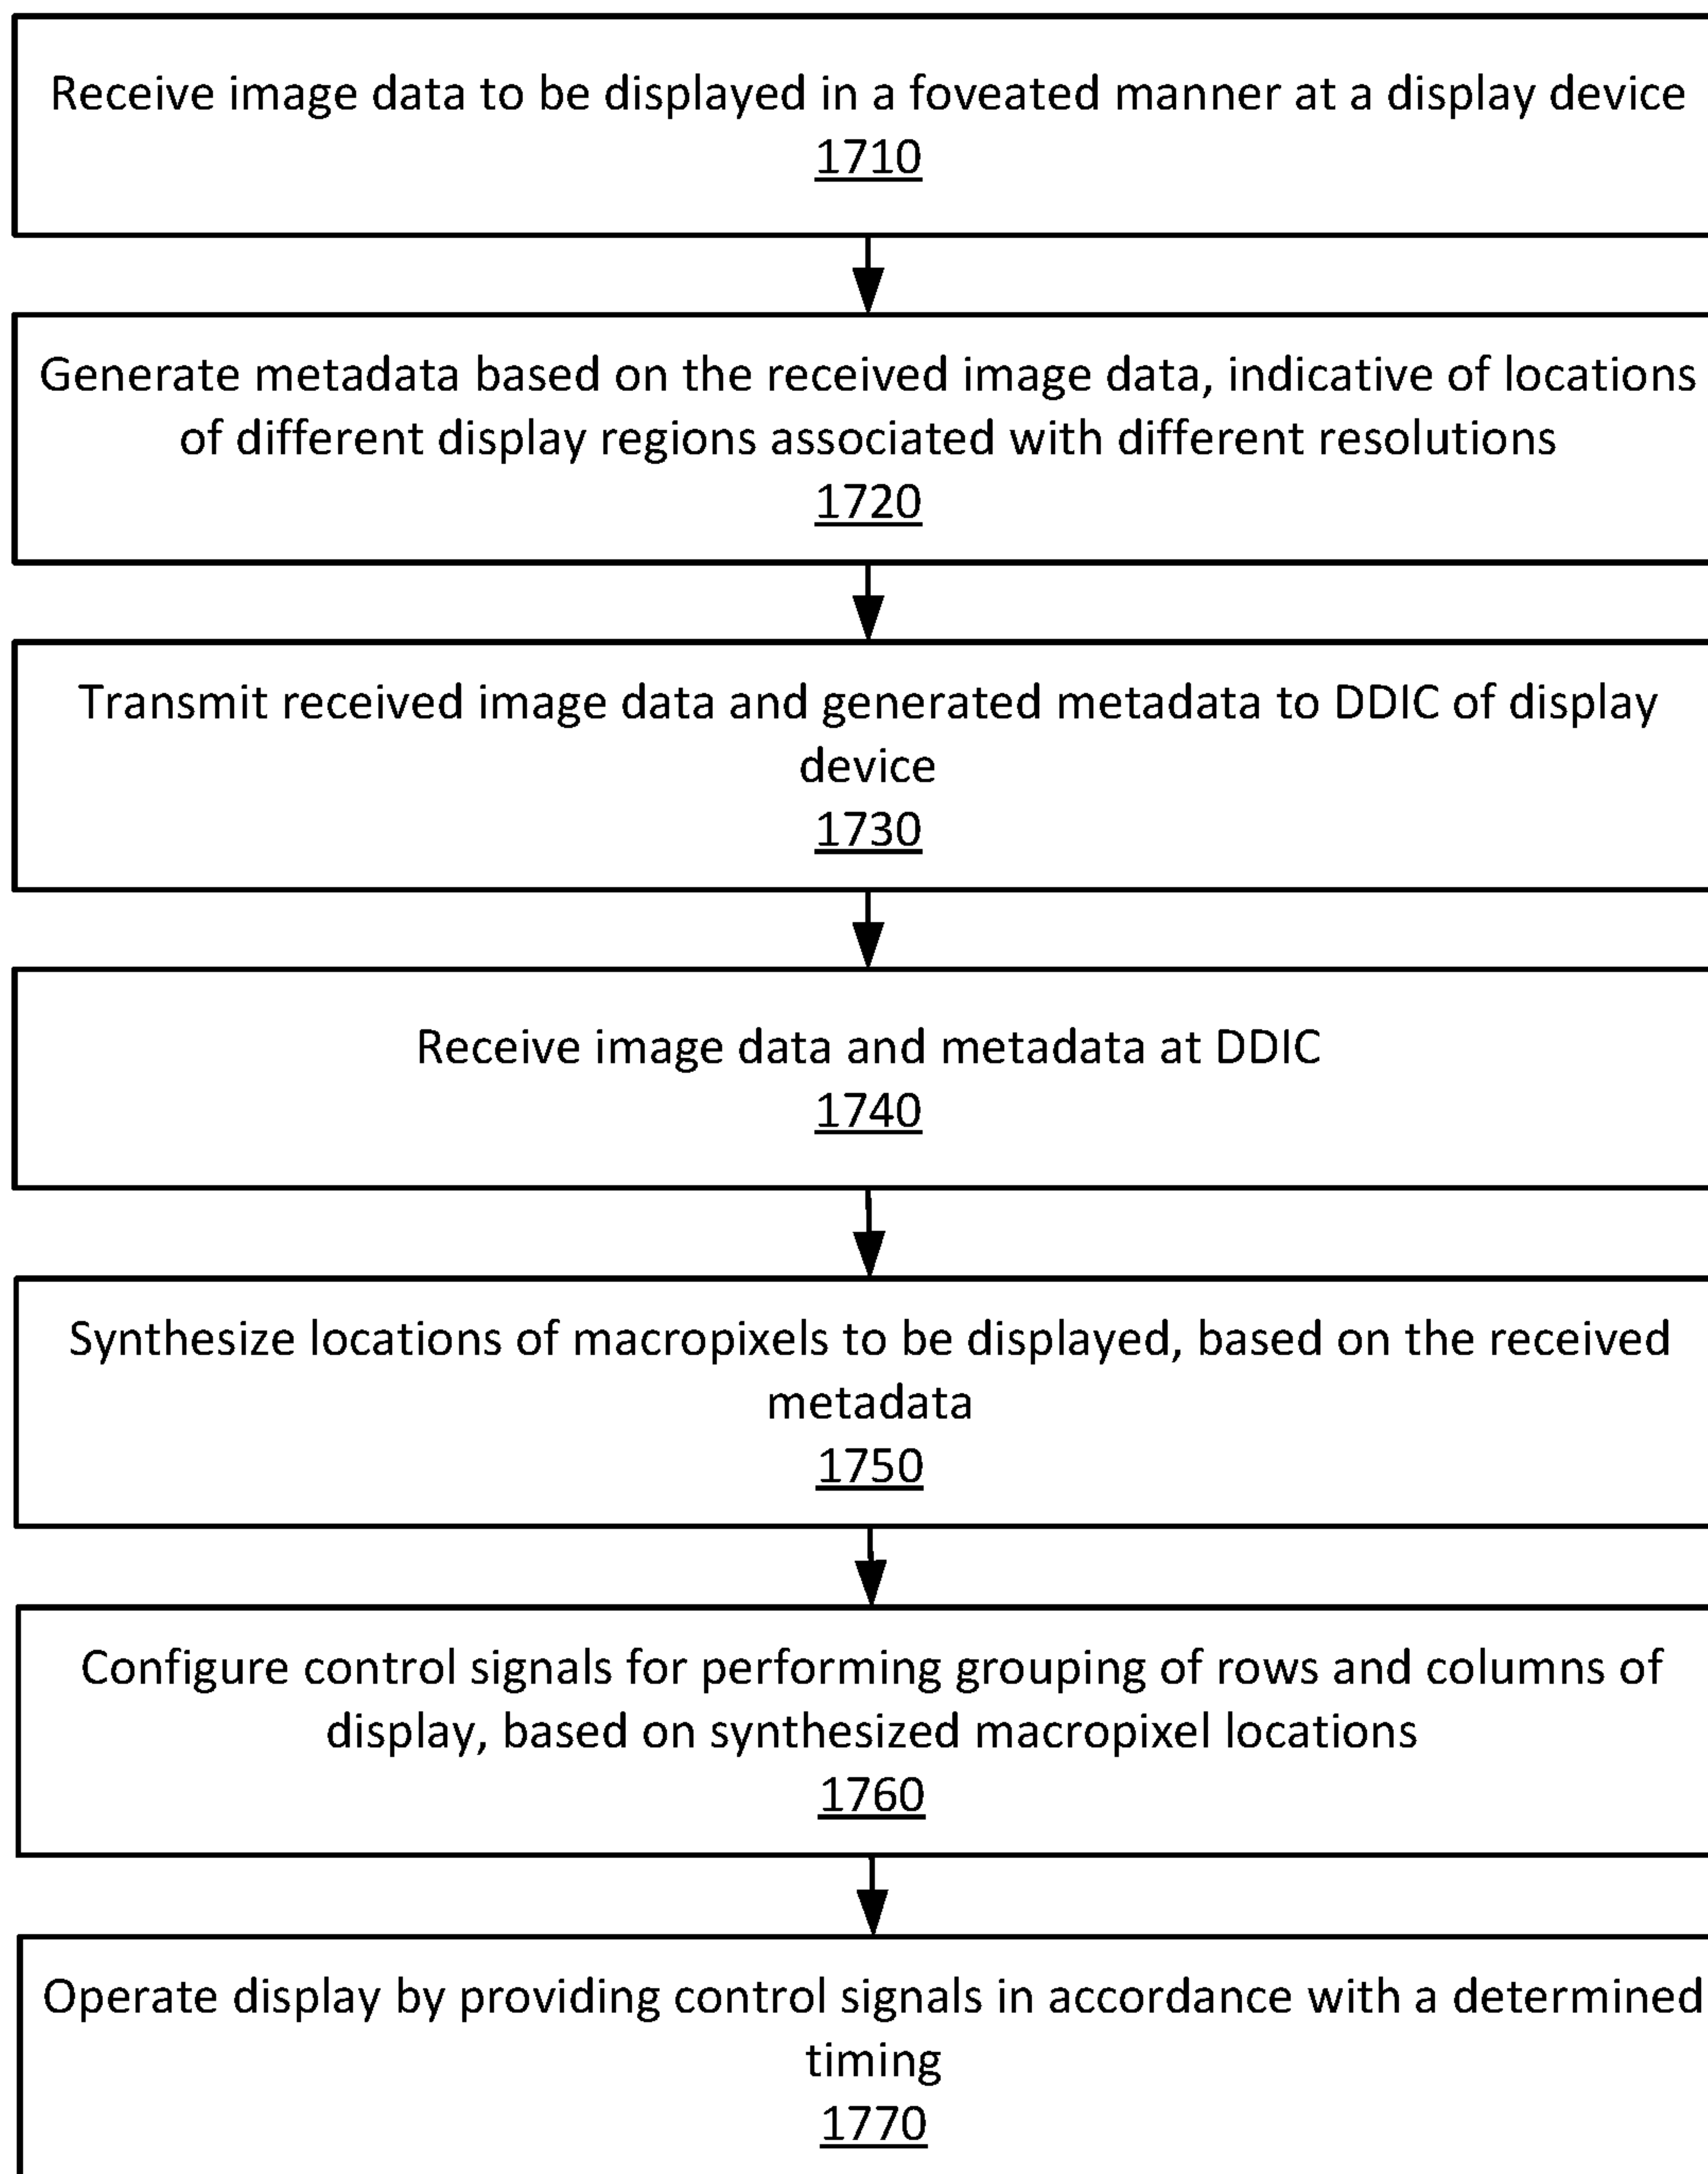 Receive image data to be displayed in a foveated manner at a display device
1710
Generate metadata based on the received image data, indicative of locations
of different display regions associated with different resolutions
1720
Transmit received image data and generated metadata to DDIC of display
device
1730
Receive image data and metadata at DDIC
1740
Synthesize locations of macropixels to be displayed, based on the received
metadata
1750
Configure control signals for performing grouping of rows and columns of
display, based on synthesized macropixel locations
1760
Operate display by providing control signals in accordance with a determined
timing
1770